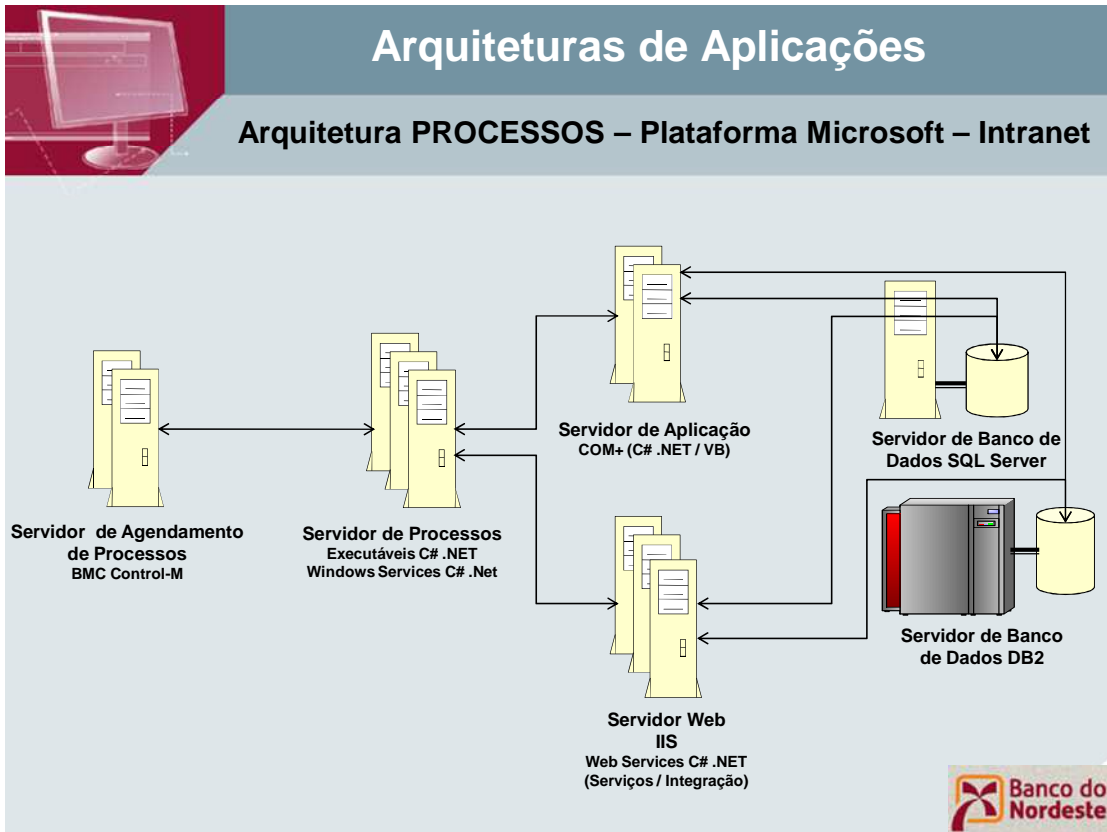 Arquiteturas de Aplicações
Arquitetura PROCESSOS – Plataforma Microsoft – Intranet
Servidor de Agendamento
de Processos
BMC Control-M
Servidor de Processos
Executáveis C# .NET
Windows Services C# .Net
Servidor de Aplicação
COM+ (C# .NET / VB)
Servidor de Banco de
Dados SQL Server
Servidor de Banco
de Dados DB2
Servidor Web
IIS
Web Services C# .NET
(Serviços / Integração)
Banco do
Nordeste